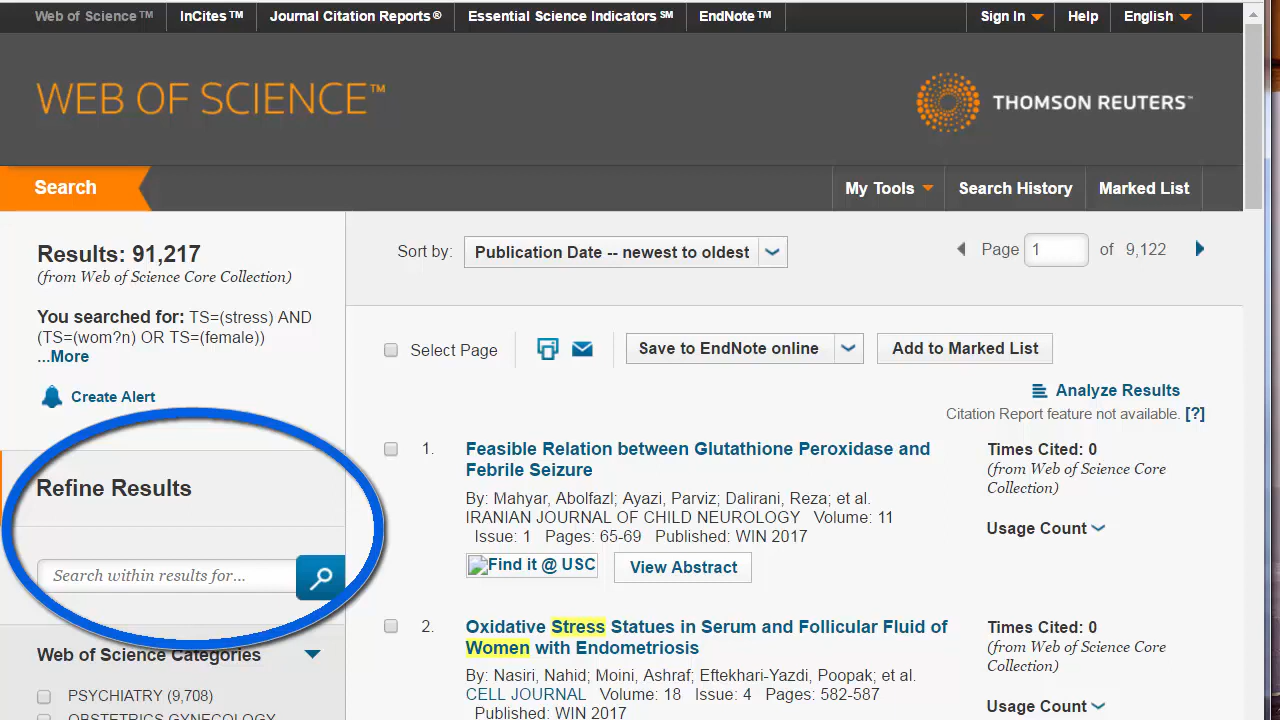 Web of Science™ InCites™ Journal Citation Reports® Essential Science Indicators℠ EndNote™ Sign In Help English
WEB OF SCIENCE™
THOMSON REUTERS™
Search
My Tools Search History Marked List
Results: 91,217
(from Web of Science Core Collection)
You searched for: TS=(stress) AND
(TS=(wom?n) OR TS=(female))
...More
Create Alert
Refine Results
Search within results for...
Web of Science Categories
PSYCHIATRY (9,708)
OBSTETRICS GYNECOLOGY
Sort by: Publication Date -- newest to oldest
Page 1 of 9,122
Select Page
Save to EndNote online
Add to Marked List
Analyze Results
Citation Report feature not available. [?]
1. Feasible Relation between Glutathione Peroxidase and
Febrile Seizure
By: Mahyar, Abolfazl; Ayazi, Parviz; Dalirani, Reza; et al.
IRANIAN JOURNAL OF CHILD NEUROLOGY Volume: 11
Issue: 1 Pages: 65-69 Published: WIN 2017
Find it @ USC View Abstract
Times Cited: 0
(from Web of Science Core
Collection)
Usage Count
2. Oxidative Stress Statues in Serum and Follicular Fluid of
Women with Endometriosis
By: Nasiri, Nahid; Moini, Ashraf; Eftekhari-Yazdi, Poopak; et al.
CELL JOURNAL Volume: 18 Issue: 4 Pages: 582-587
Published: WIN 2017
Times Cited: 0
(from Web of Science Core
Collection)
Usage Count